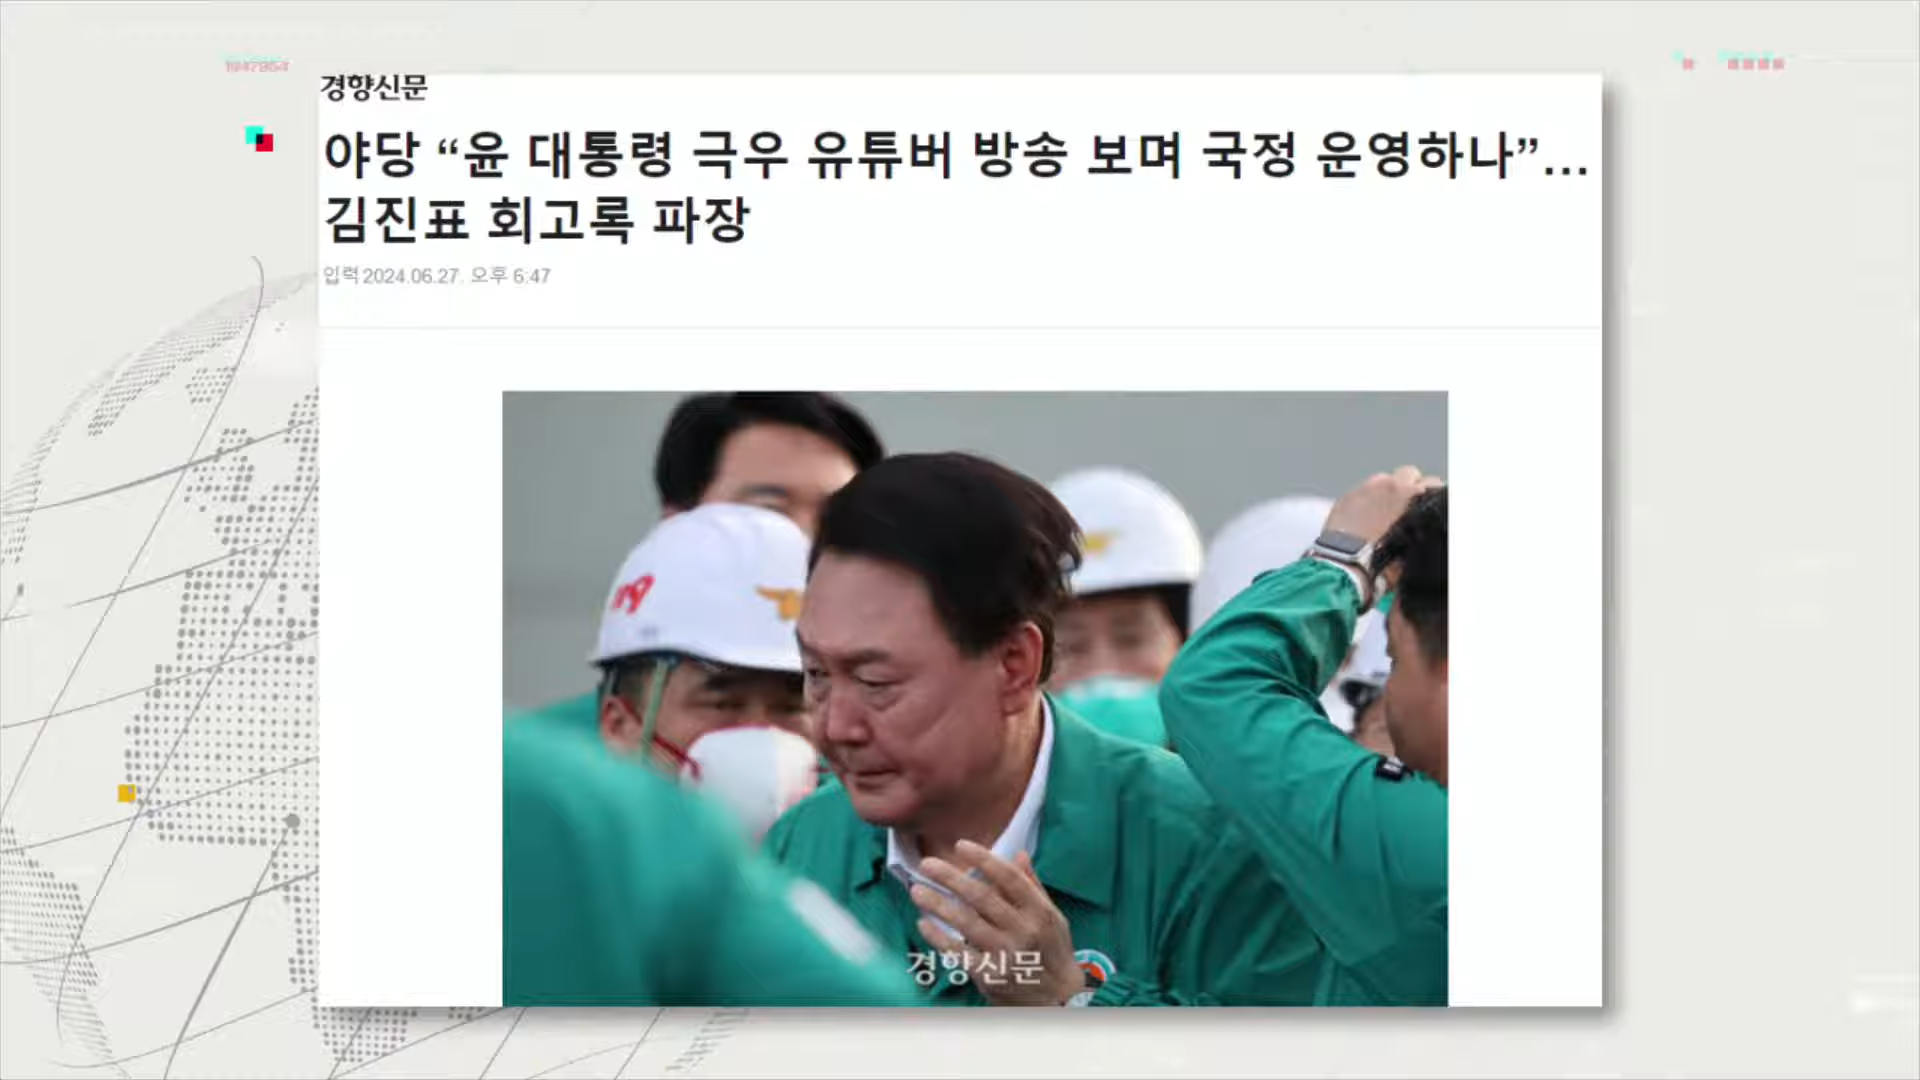 경향신문
야당 “윤 대통령 극우 유튜버 방송 보며 국정 운영하나”…
김진표 회고록 파장
입력 2024.06.27. 오후 6:47
119
경향신문